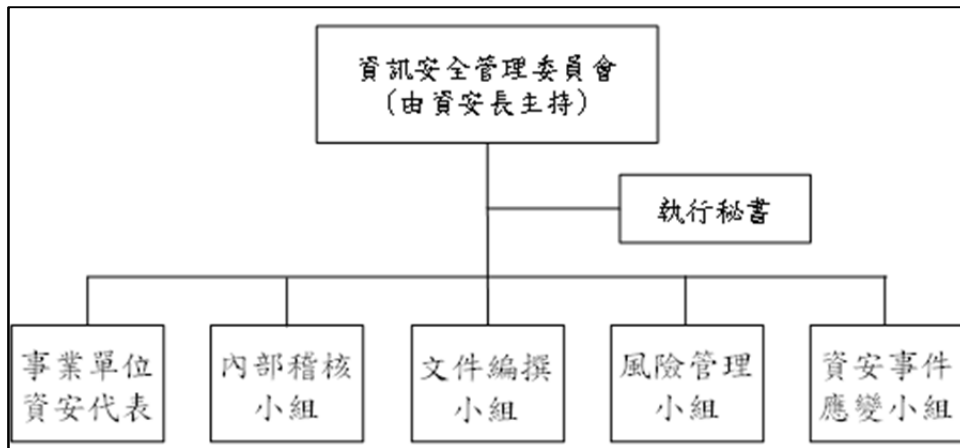 資訊安全管理委員會
(由資安長主持)
執行秘書
事業單位
資安代表
內部稽核
小組
文件編撰
小組
風險管理
小組
資安事件
應變小組